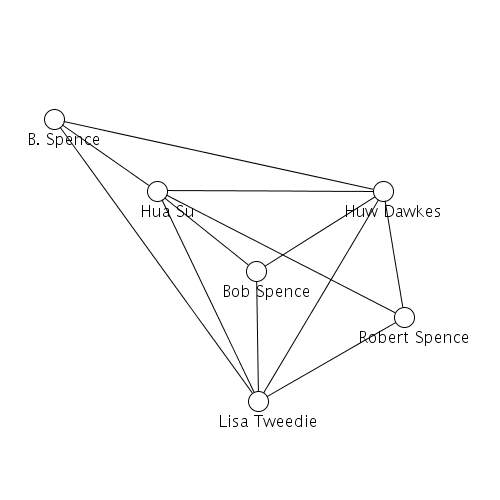 B. Spence
Hua Su
Huw Dawkes
Bob Spence
Robert Spence
Lisa Tweedie